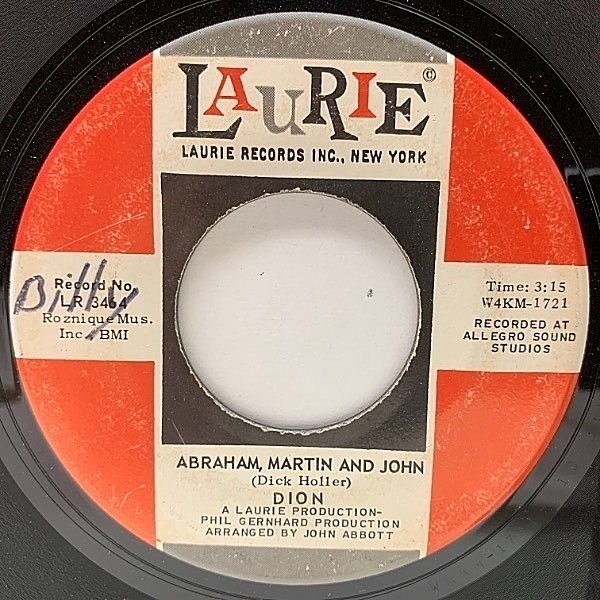 LAURIE ©
LAURIE RECORDS INC., NEW YORK
Billy
Record No.
LR 3464
Roznique Mus.
Inc. BMI
Time: 3:15
W4KM-1721
RECORDED AT
ALLEGRO SOUND
STUDIOS
ABRAHAM, MARTIN AND JOHN
(Dick Holler)
DION
A LAURIE PRODUCTION-
PHIL GERNHARD PRODUCTION
ARRANGED BY JOHN ABBOTT